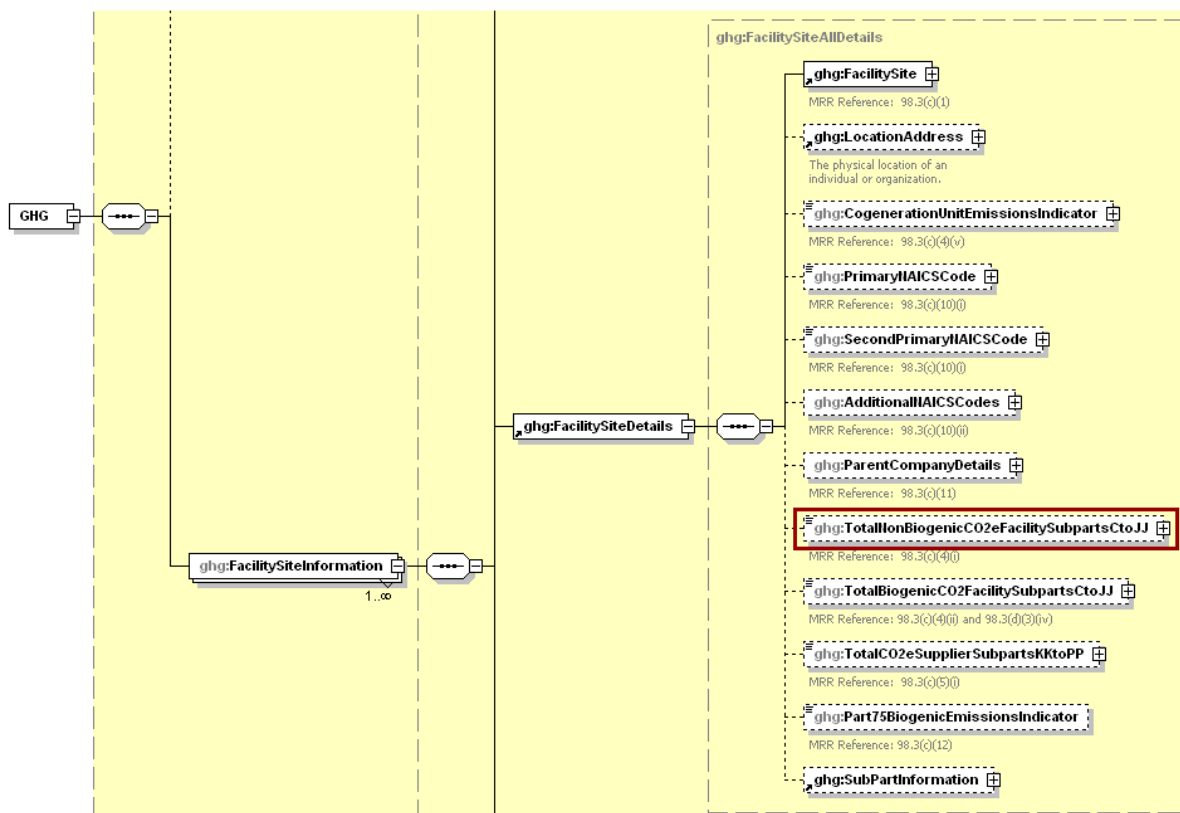 ghg:FacilitySiteAllDetails
ghg:FacilitySite
MRR Reference: 98.3(c)(1)
ghg:LocationAddress
The physical location of an
individual or organization.
GHG
ghg:CogenerationUnitEmissionsIndicator
MRR Reference: 98.3(c)(4)(v)
ghg:PrimaryNAICSCode
MRR Reference: 98.3(c)(10)(i)
ghg:SecondPrimaryNAICSCode
MRR Reference: 98.3(c)(10)(i)
ghg:AdditionalNAICSCodes
MRR Reference: 98.3(c)(10)(ii)
ghg:FacilitySiteDetails
ghg:ParentCompanyDetails
MRR Reference: 98.3(c)(11)
ghg:TotalNonBiogenicCO2eFacilitySubpartsCtoJJ
MRR Reference: 98.3(c)(4)(i)
ghg:FacilitySiteInformation
1..∞
ghg:TotalBiogenicCO2FacilitySubpartsCtoJJ
MRR Reference: 98.3(c)(4)(ii) and 98.3(d)(3)(iv)
ghg:TotalCO2eSupplierSubpartsKKtoPP
MRR Reference: 98.3(c)(5)(i)
ghg:Part75BiogenicEmissionsIndicator
MRR Reference: 98.3(c)(12)
ghg:SubPartInformation